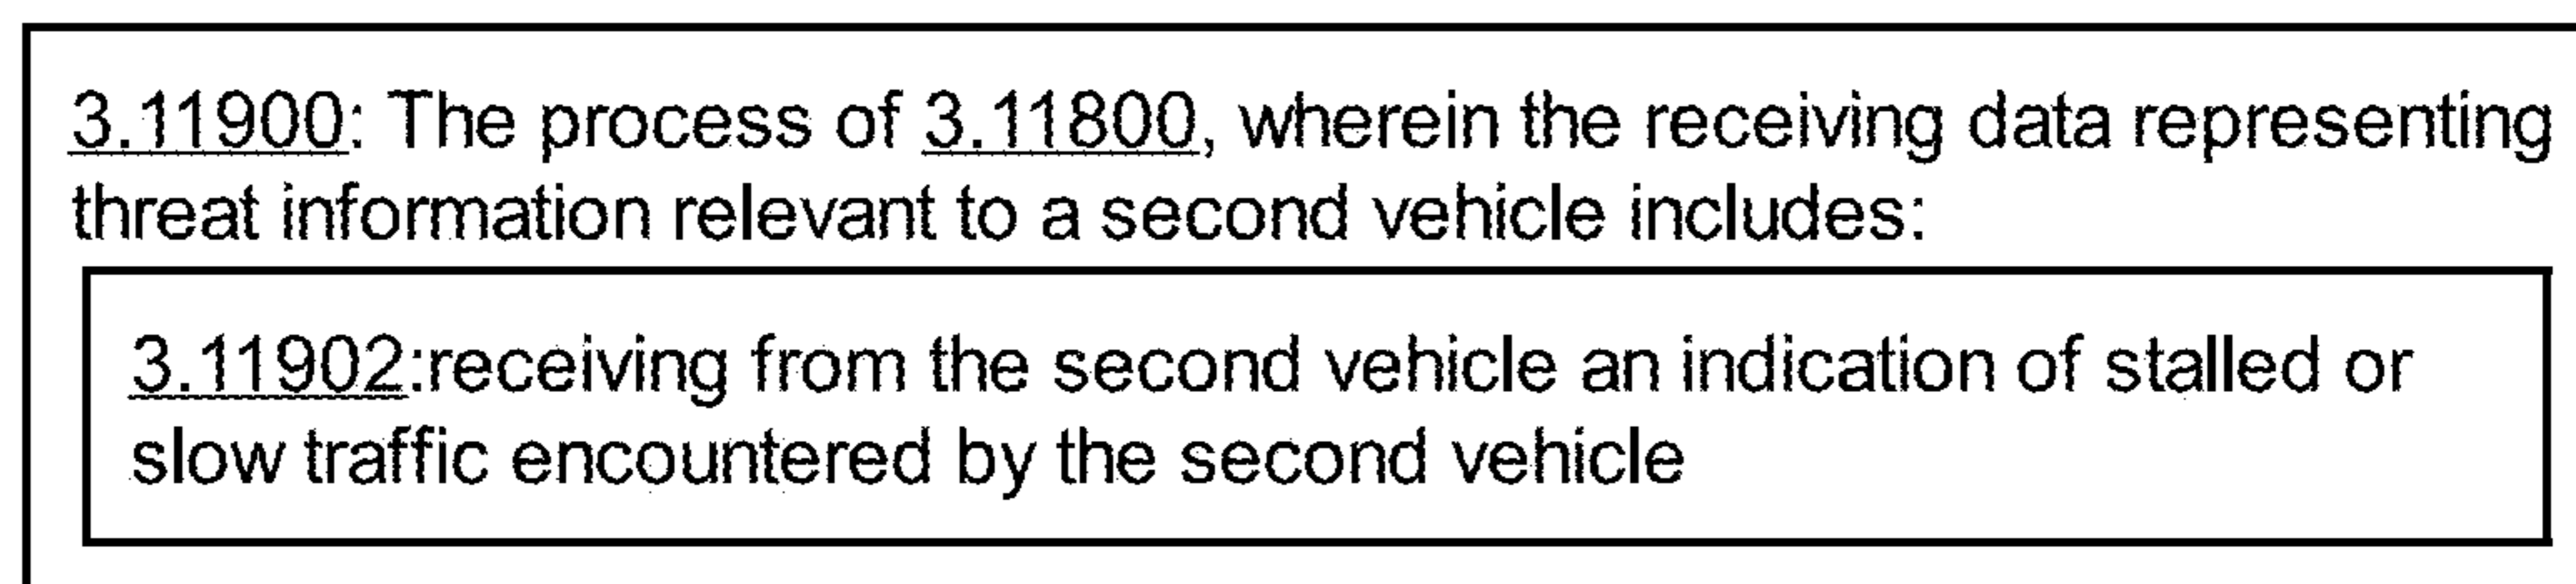 3.11900: The process of 3.11800, wherein the receiving data representing
threat information relevant to a second vehicle includes:
3.11902:receiving from the second vehicle an indication of stalled or
slow traffic encountered by the second vehicle